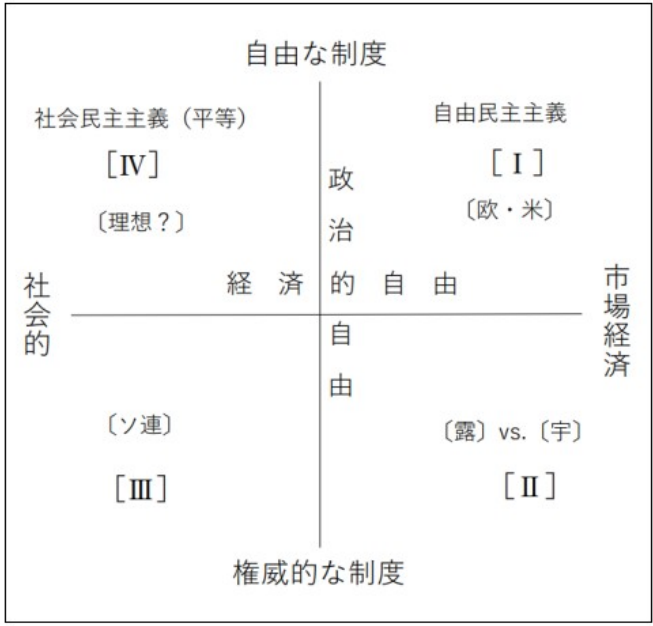 自由な制度
社会民主主義（平等）
［Ⅳ］
〔理想？〕
自由民主主義
［Ⅰ］
〔欧・米〕
政治的自由
経済的自由
社会的
市場経済
〔ソ連〕
［Ⅲ］
〔露〕vs.〔宇〕
［Ⅱ］
権威的な制度